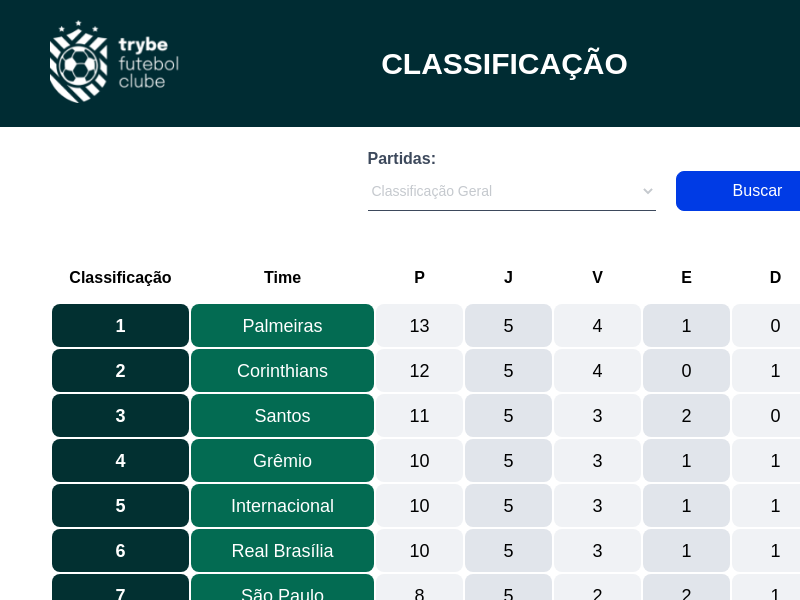 trybe
futebol
clube
CLASSIFICAÇÃO
Partidas:
Classificação Geral
Buscar
Classificação Time P J V E D
1 Palmeiras 13 5 4 1 0
2 Corinthians 12 5 4 0 1
3 Santos 11 5 3 2 0
4 Grêmio 10 5 3 1 1
5 Internacional 10 5 3 1 1
6 Real Brasília 10 5 3 1 1
7 São Paulo 8 5 2 2 1